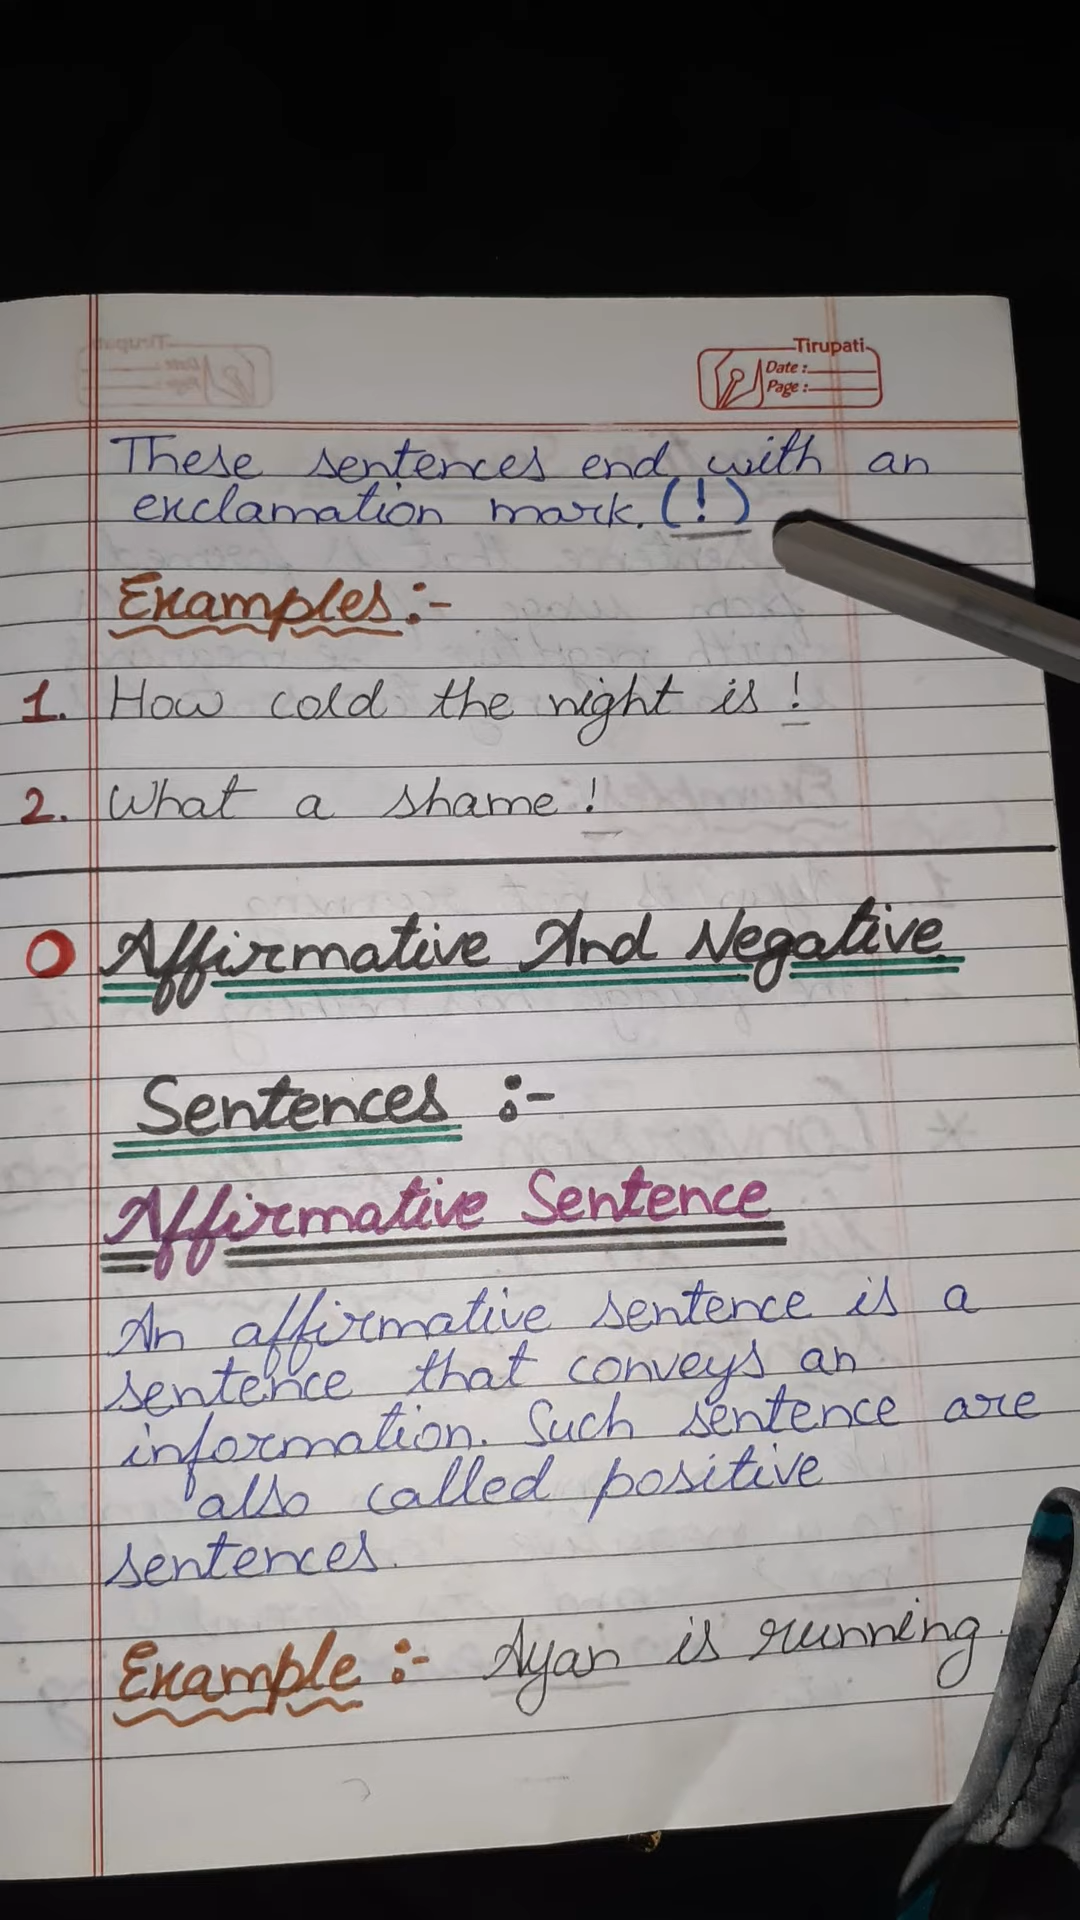 Tirupati
Date :
Page :
These sentences end with an
exclamation mark. (!)
Examples :-
1. How cold the night is !
2. What a shame !
Affirmative And Negative
Sentences :-
Affirmative Sentence
An affirmative sentence is a
sentence that conveys an
information. Such sentence are
also called positive
sentences.
Example :- Ayan is running.